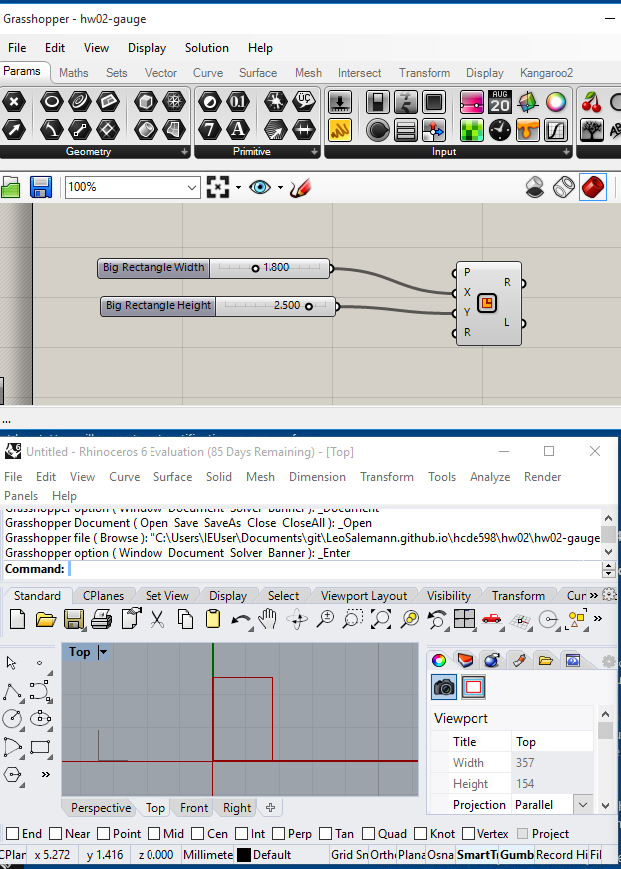 Grasshopper - hw02-gauge
File Edit View Display Solution Help
Params Maths Sets Vector Curve Surface Mesh Intersect Transform Display Kangaroo2
Geometry Primitive Input
100%
Big Rectangle Width 1.800
Big Rectangle Height 2.500
P
X
Y
R
R
L
...
Untitled - Rhinoceros 6 Evaluation (85 Days Remaining) - [Top]
File Edit View Curve Surface Solid Mesh Dimension Transform Tools Analyze Render
Panels Help
Grasshopper option ( Window Document Solver Banner ): _Document
Grasshopper Document ( Open Save SaveAs Close CloseAll ): _Open
Grasshopper file ( Browse ): "C:\Users\IEUser\Documents\git\LeoSalemann.github.io\hcde598\hw02\hw02-gauge
Grasshopper option ( Window Document Solver Banner ): _Enter
Command:
Standard CPlanes Set View Display Select Viewport Layout Visibility Transform Cur »
Top
Viewport
Title Top
Width 357
Height 154
Projection Parallel
Perspective Top Front Right
End Near Point Mid Cen Int Perp Tan Quad Knot Vertex Project
CPlan x 5.272 y 1.416 z 0.000 Millimete Default Grid Sn Ortho Plana Osna SmartTr Gumb Record Hi Fil